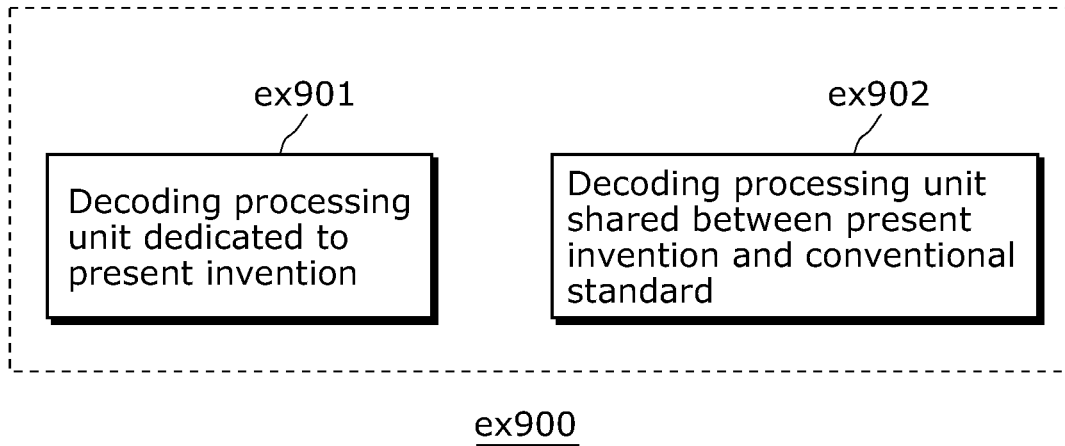 ex901
ex902
Decoding processing
unit dedicated to
present invention
Decoding processing unit
shared between present
invention and conventional
standard
ex900